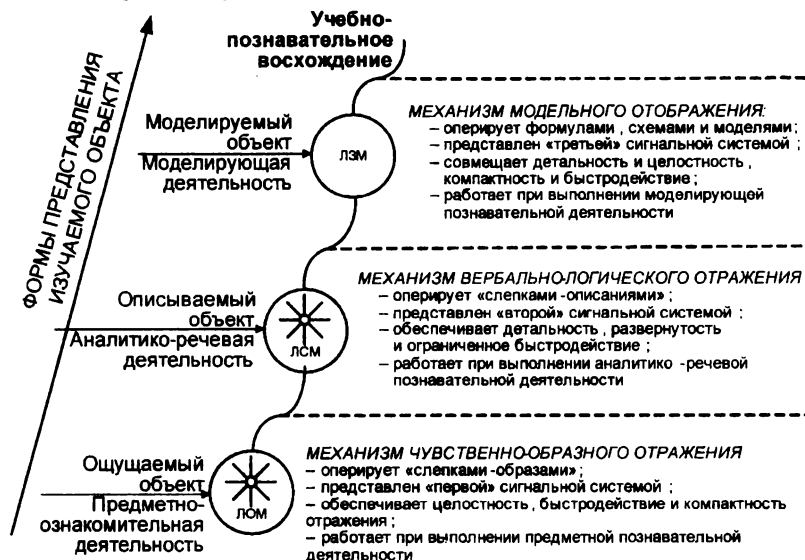 Учебно-
познавательное
восхождение
ФОРМЫ ПРЕДСТАВЛЕНИЯ
ИЗУЧАЕМОГО ОБЪЕКТА
Моделируемый
объект
Моделирующая
деятельность
ЛЗМ
МЕХАНИЗМ МОДЕЛЬНОГО ОТОБРАЖЕНИЯ:
– оперирует формулами , схемами и моделями;
– представлен «третьей» сигнальной системой ;
– совмещает детальность и целостность ,
компактность и быстродействие ;
– работает при выполнении моделирующей
познавательной деятельности
Описываемый
объект
Аналитико-речевая
деятельность
ЛСМ
МЕХАНИЗМ ВЕРБАЛЬНО-ЛОГИЧЕСКОГО ОТРАЖЕНИЯ
– оперирует «слепками -описаниями» ;
– представлен «второй» сигнальной системой ;
– обеспечивает детальность , развернутость
и ограниченное быстродействие ;
– работает при выполнении аналитико -речевой
познавательной деятельности
Ощущаемый
объект
Предметно-
ознакомительная
деятельность
ЛОМ
МЕХАНИЗМ ЧУВСТВЕННО-ОБРАЗНОГО ОТРАЖЕНИЯ
– оперирует «слепками -образами» ;
– представлен «первой» сигнальной системой ;
– обеспечивает целостность , быстродействие и компактность
отражения ;
– работает при выполнении предметной познавательной
деятельности